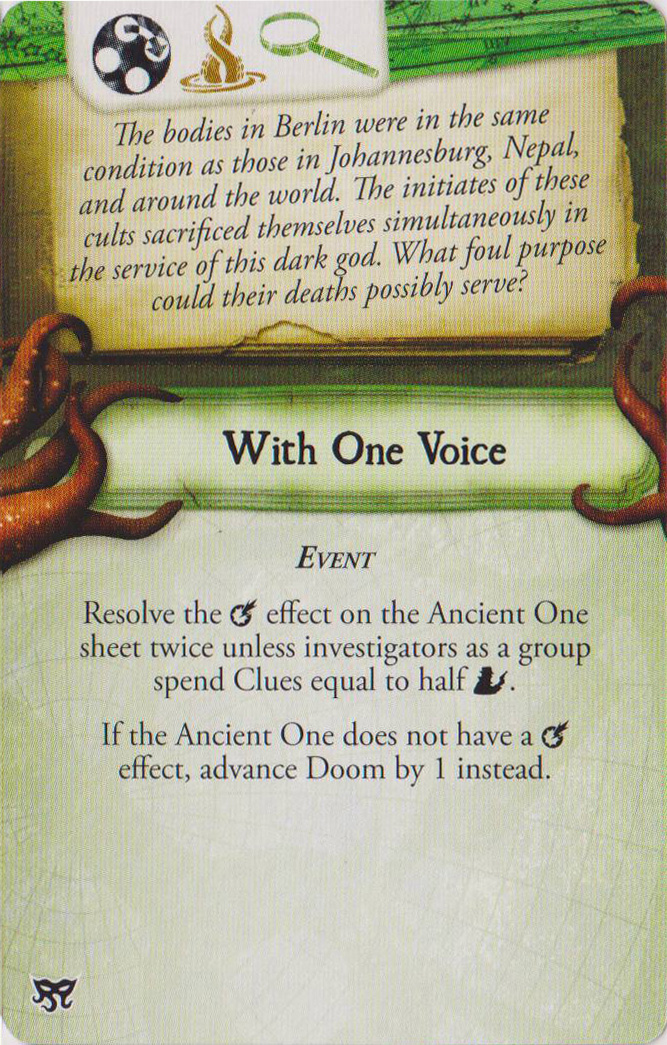 The bodies in Berlin were in the same
condition as those in Johannesburg, Nepal,
and around the world. The initiates of these
cults sacrificed themselves simultaneously in
the service of this dark god. What foul purpose
could their deaths possibly serve?
With One Voice
Event
Resolve the effect on the Ancient One
sheet twice unless investigators as a group
spend Clues equal to half .
If the Ancient One does not have a
effect, advance Doom by 1 instead.